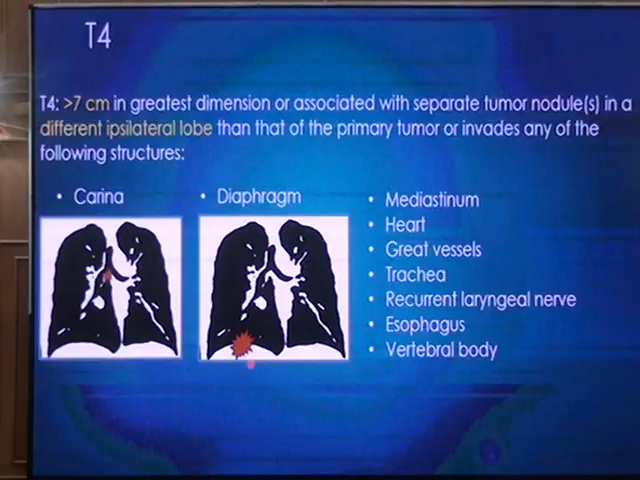 T4
T4: >7 cm in greatest dimension or associated with separate tumor nodule(s) in a
different ipsilateral lobe than that of the primary tumor or invades any of the
following structures:
• Carina
• Diaphragm
• Mediastinum
• Heart
• Great vessels
• Trachea
• Recurrent laryngeal nerve
• Esophagus
• Vertebral body